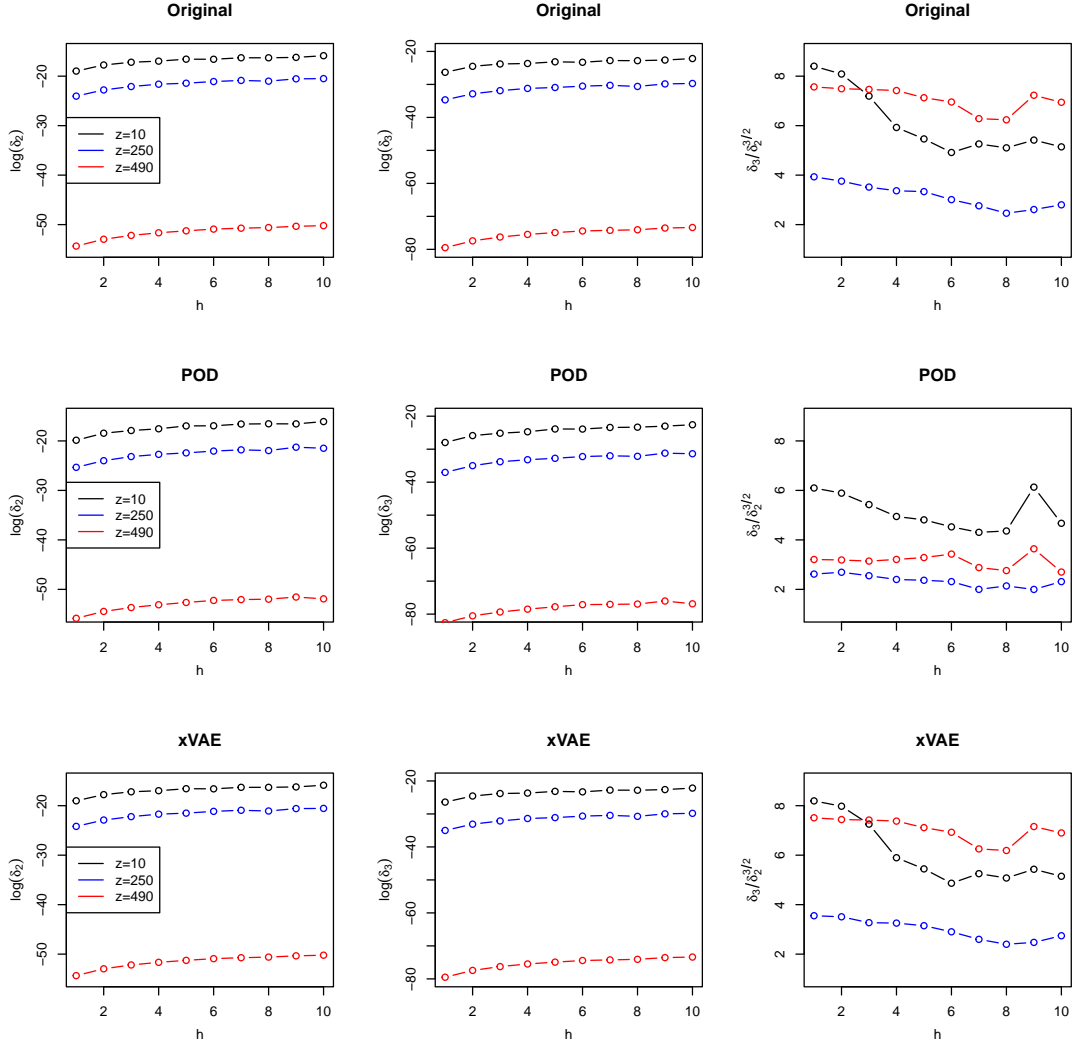 Original
Original
Original
log(δ₂)
−50 −40 −30 −20
z=10
z=250
z=490
2 4 6 8 10
h
log(δ₃)
−80 −60 −40 −20
2 4 6 8 10
h
δ₃/δ₂^{3/2}
2 4 6 8
2 4 6 8 10
h
POD
POD
POD
log(δ₂)
−50 −40 −30 −20
z=10
z=250
z=490
2 4 6 8 10
h
log(δ₃)
−80 −60 −40 −20
2 4 6 8 10
h
δ₃/δ₂^{3/2}
2 4 6 8
2 4 6 8 10
h
xVAE
xVAE
xVAE
log(δ₂)
−50 −40 −30 −20
z=10
z=250
z=490
2 4 6 8 10
h
log(δ₃)
−80 −60 −40 −20
2 4 6 8 10
h
δ₃/δ₂^{3/2}
2 4 6 8
2 4 6 8 10
h